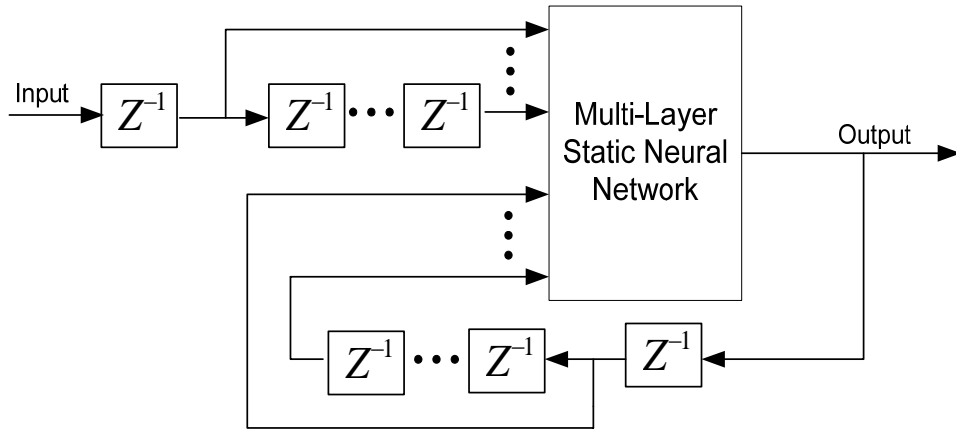 Input
Z⁻¹
Z⁻¹
Z⁻¹
Multi-Layer
Static Neural
Network
Output
Z⁻¹
Z⁻¹
Z⁻¹